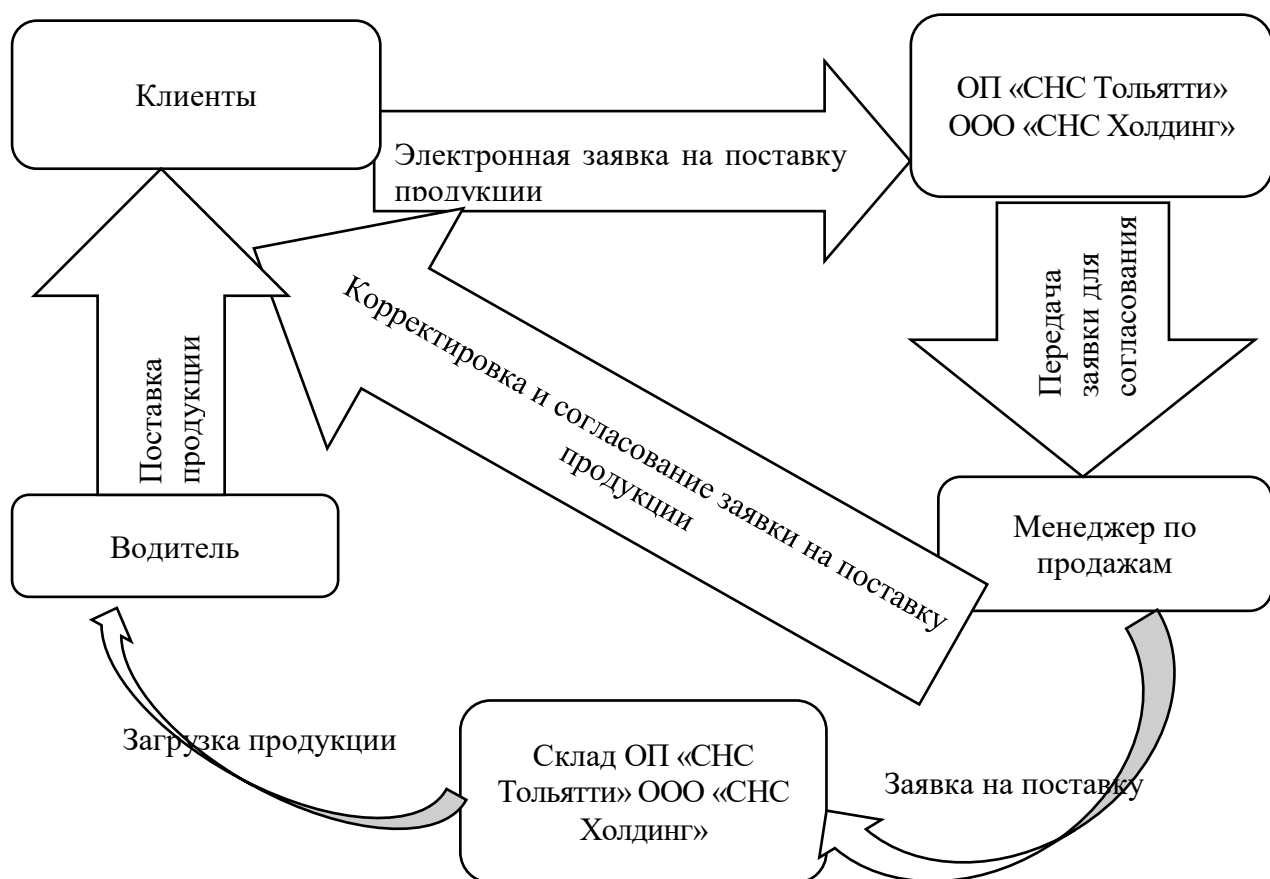 Клиенты
ОП «СНС Тольятти»
ООО «СНС Холдинг»
Электронная заявка на поставку
продукции
Передача
заявки для
согласования
Корректировка и согласование заявки на поставку
продукции
Поставка
продукции
Водитель
Менеджер по
продажам
Загрузка продукции
Склад ОП «СНС
Тольятти» ООО «СНС
Холдинг»
Заявка на поставку